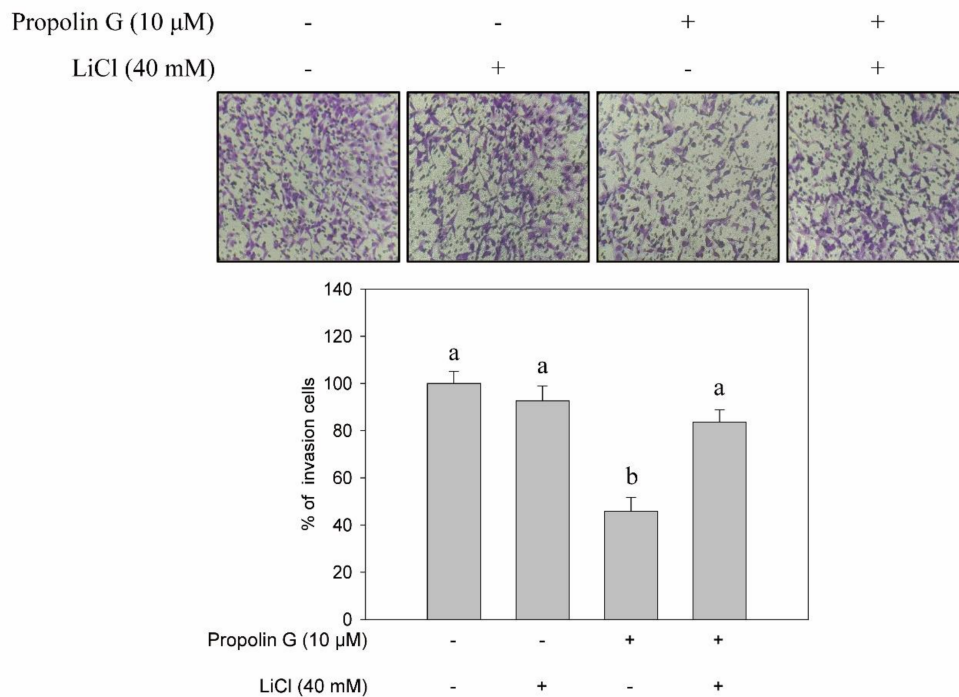 Propolin G (10 μM) - - + +
LiCl (40 mM) - + - +
140
120
100
80
60
40
20
0
% of invasion cells
a a b a
Propolin G (10 μM) - - + +
LiCl (40 mM) - + - +